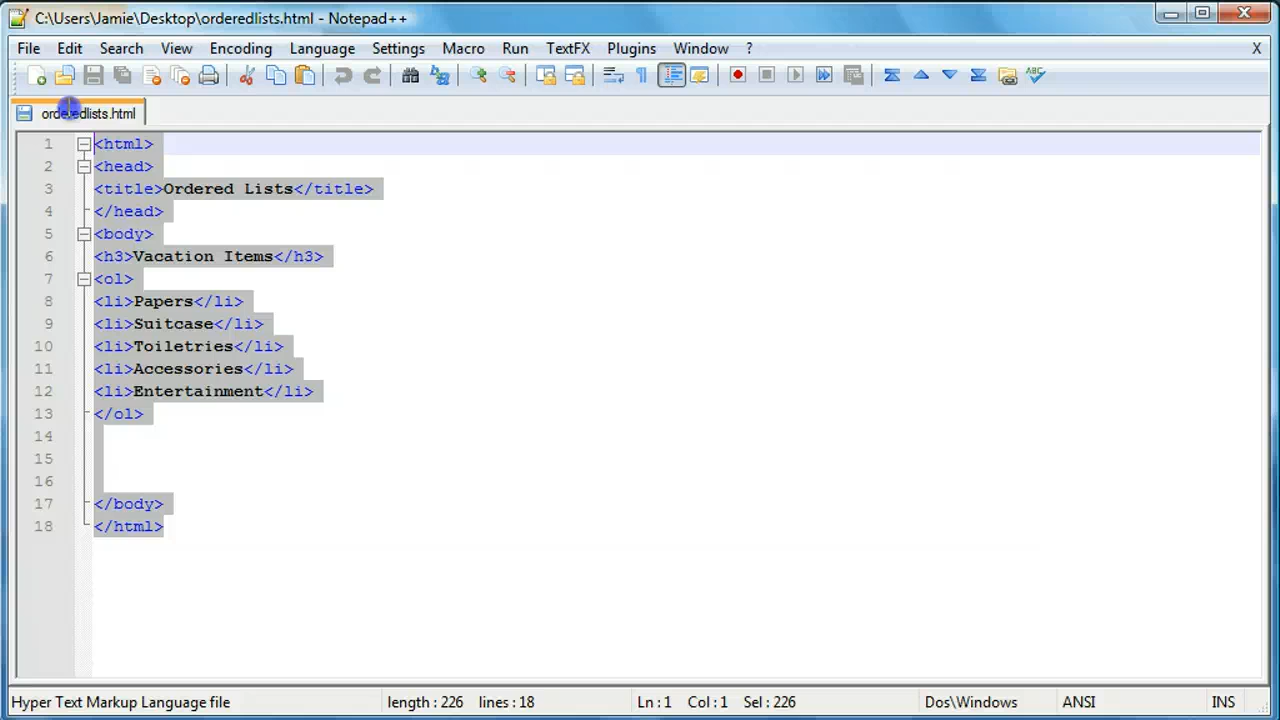 C:\Users\Jamie\Desktop\orderedlists.html - Notepad++
File Edit Search View Encoding Language Settings Macro Run TextFX Plugins Window ? X
ABC
orderedlists.html
1 <html>
2 <head>
3 <title>Ordered Lists</title>
4 </head>
5 <body>
6 <h3>Vacation Items</h3>
7 <ol>
8 <li>Papers</li>
9 <li>Suitcase</li>
10 <li>Toiletries</li>
11 <li>Accessories</li>
12 <li>Entertainment</li>
13 </ol>
14
15
16
17 </body>
18 </html>
Hyper Text Markup Language file length : 226 lines : 18 Ln : 1 Col : 1 Sel : 226 Dos\Windows ANSI INS